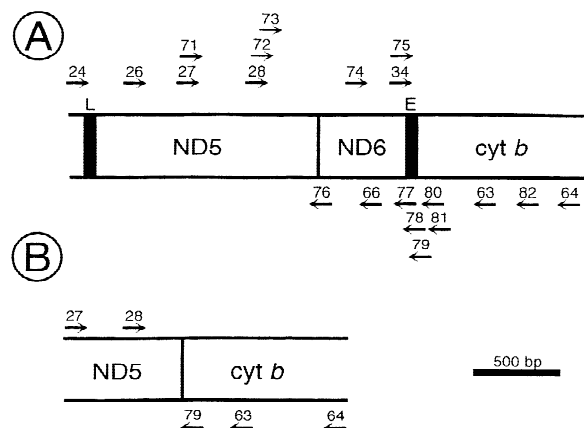 A
73
71 72 75
24 26 27 28 74 34
L E
ND5 ND6 cyt b
76 66 77 80 63 82 64
78 81
79
B
27 28
500 bp
ND5 cyt b
79 63 64